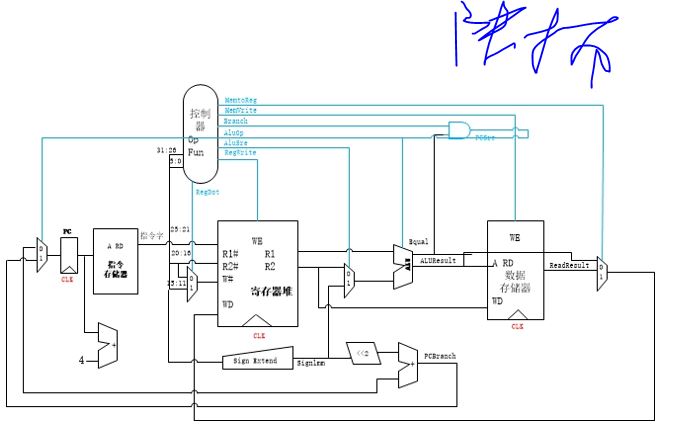 MemtoReg
MemWrite
Branch
AluOp
AluSre
RegWrite
控制器
Op
Fun
31:26
5:0
PCSrc
RegDst
PC
CLK
0
1
A RD
指令存储器
指令字
25:21
20:16
15:11
0
1
WE
R1#
R2#
W#
WD
R1
R2
寄存器堆
CLK
0
1
ALU
Equal
ALUResult
WE
A RD
数据存储器
WD
CLK
ReadResult
0
1
4
+
Sign Extend
SignImm
<<2
+
PCBranch